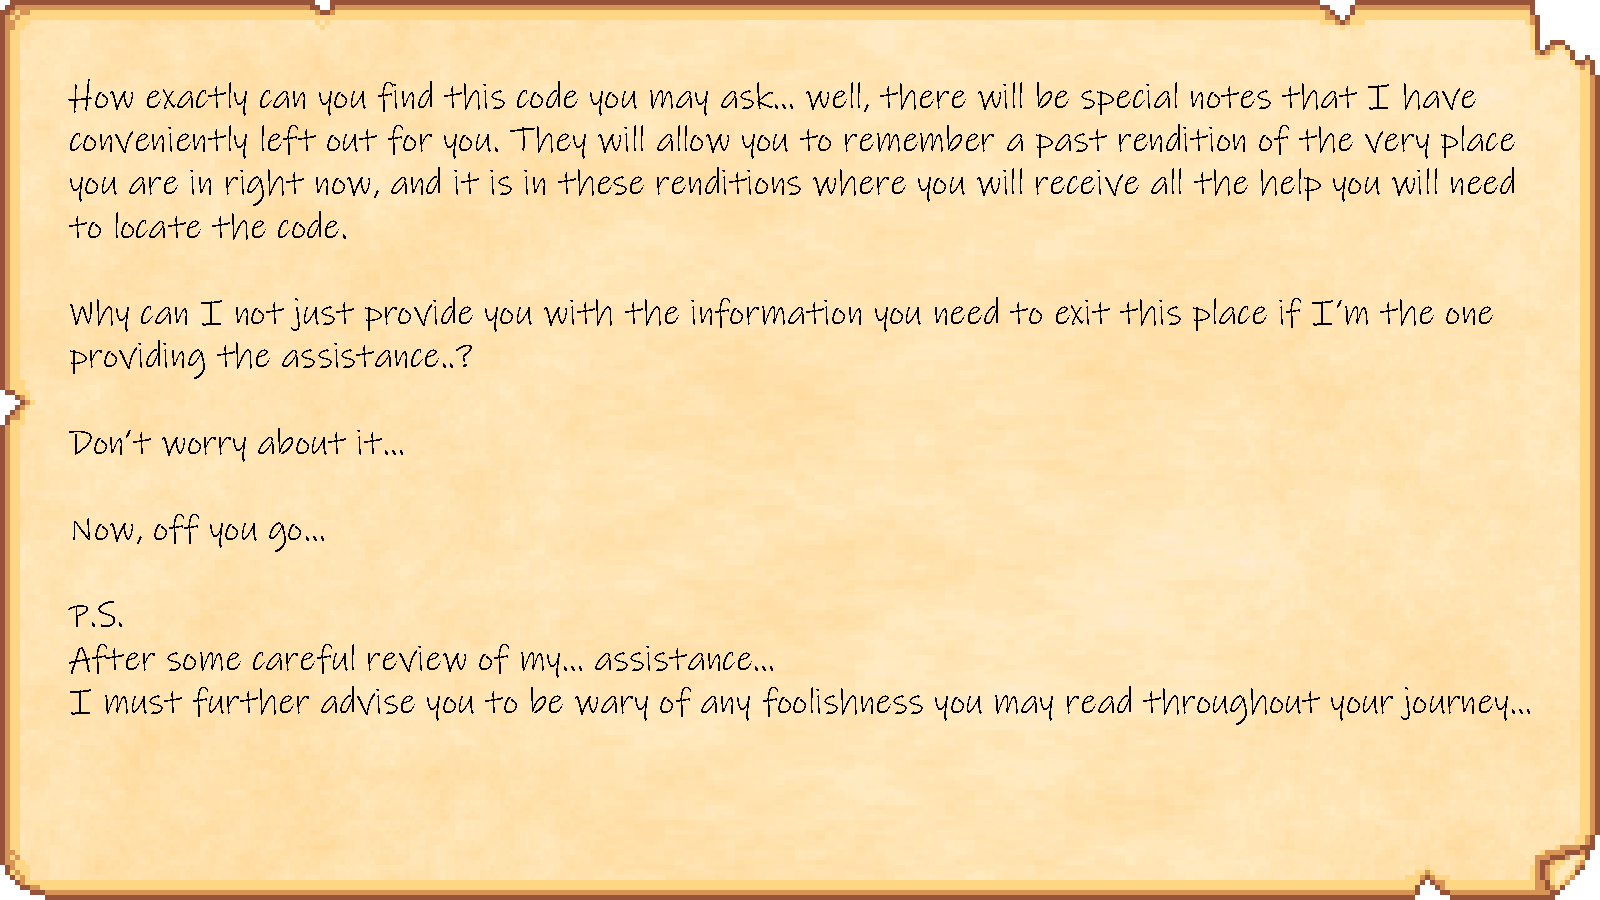 How exactly can you find this code you may ask... well, there will be special notes that I have
conveniently left out for you. They will allow you to remember a past rendition of the very place
you are in right now, and it is in these renditions where you will receive all the help you will need
to locate the code.
Why can I not just provide you with the information you need to exit this place if I'm the one
providing the assistance..?
Don't worry about it...
Now, off you go...
P.S.
After some careful review of my... assistance...
I must further advise you to be wary of any foolishness you may read throughout your journey...